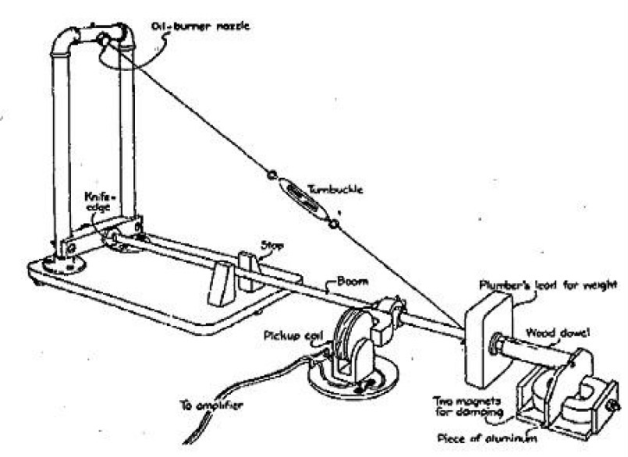 Oil-burner nozzle
Turnbuckle
Knife-
edge
Stop
Boom
Plumber's lead for weight
Pickup coil
Wood dowel
To amplifier
Two magnets
for damping
Piece of aluminum